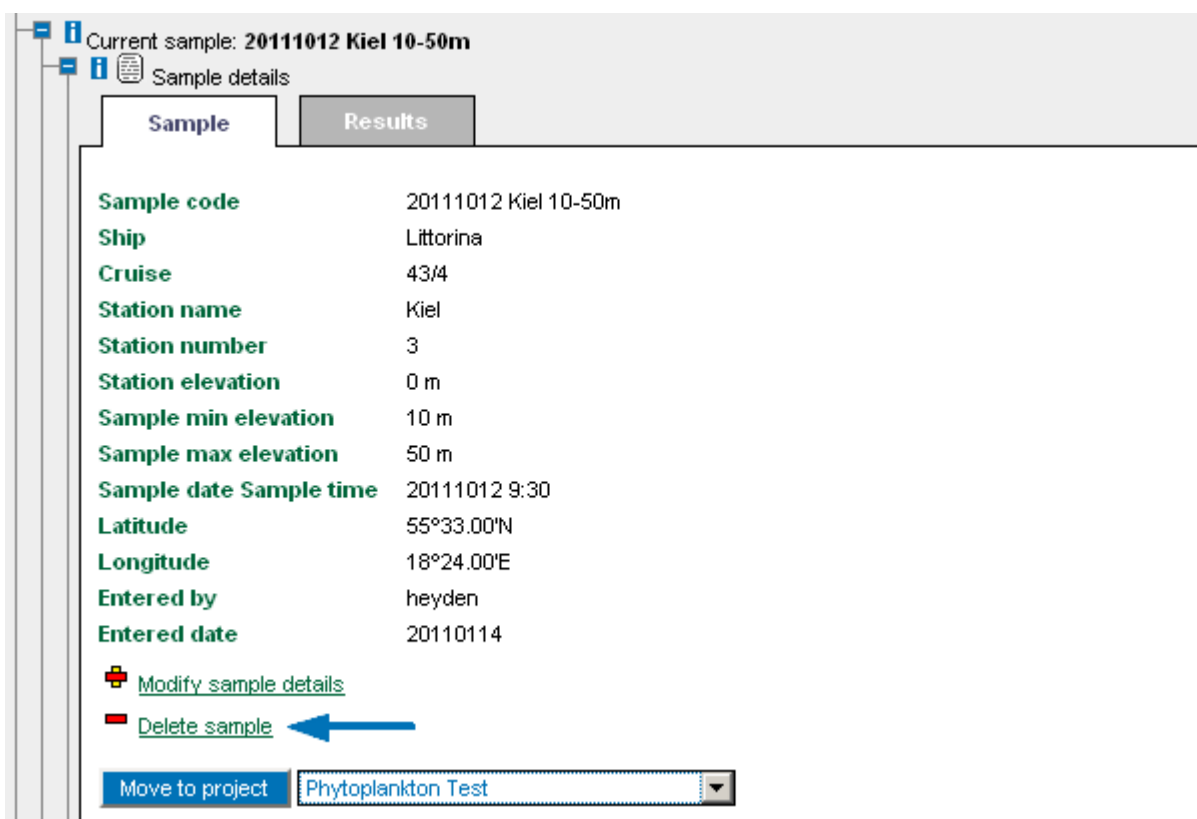 Current sample: 20111012 Kiel 10-50m
Sample details
Sample Results
Sample code 20111012 Kiel 10-50m
Ship Littorina
Cruise 43/4
Station name Kiel
Station number 3
Station elevation 0 m
Sample min elevation 10 m
Sample max elevation 50 m
Sample date Sample time 20111012 9:30
Latitude 55°33.00'N
Longitude 18°24.00'E
Entered by heyden
Entered date 20110114
Modify sample details
Delete sample
Move to project Phytoplankton Test